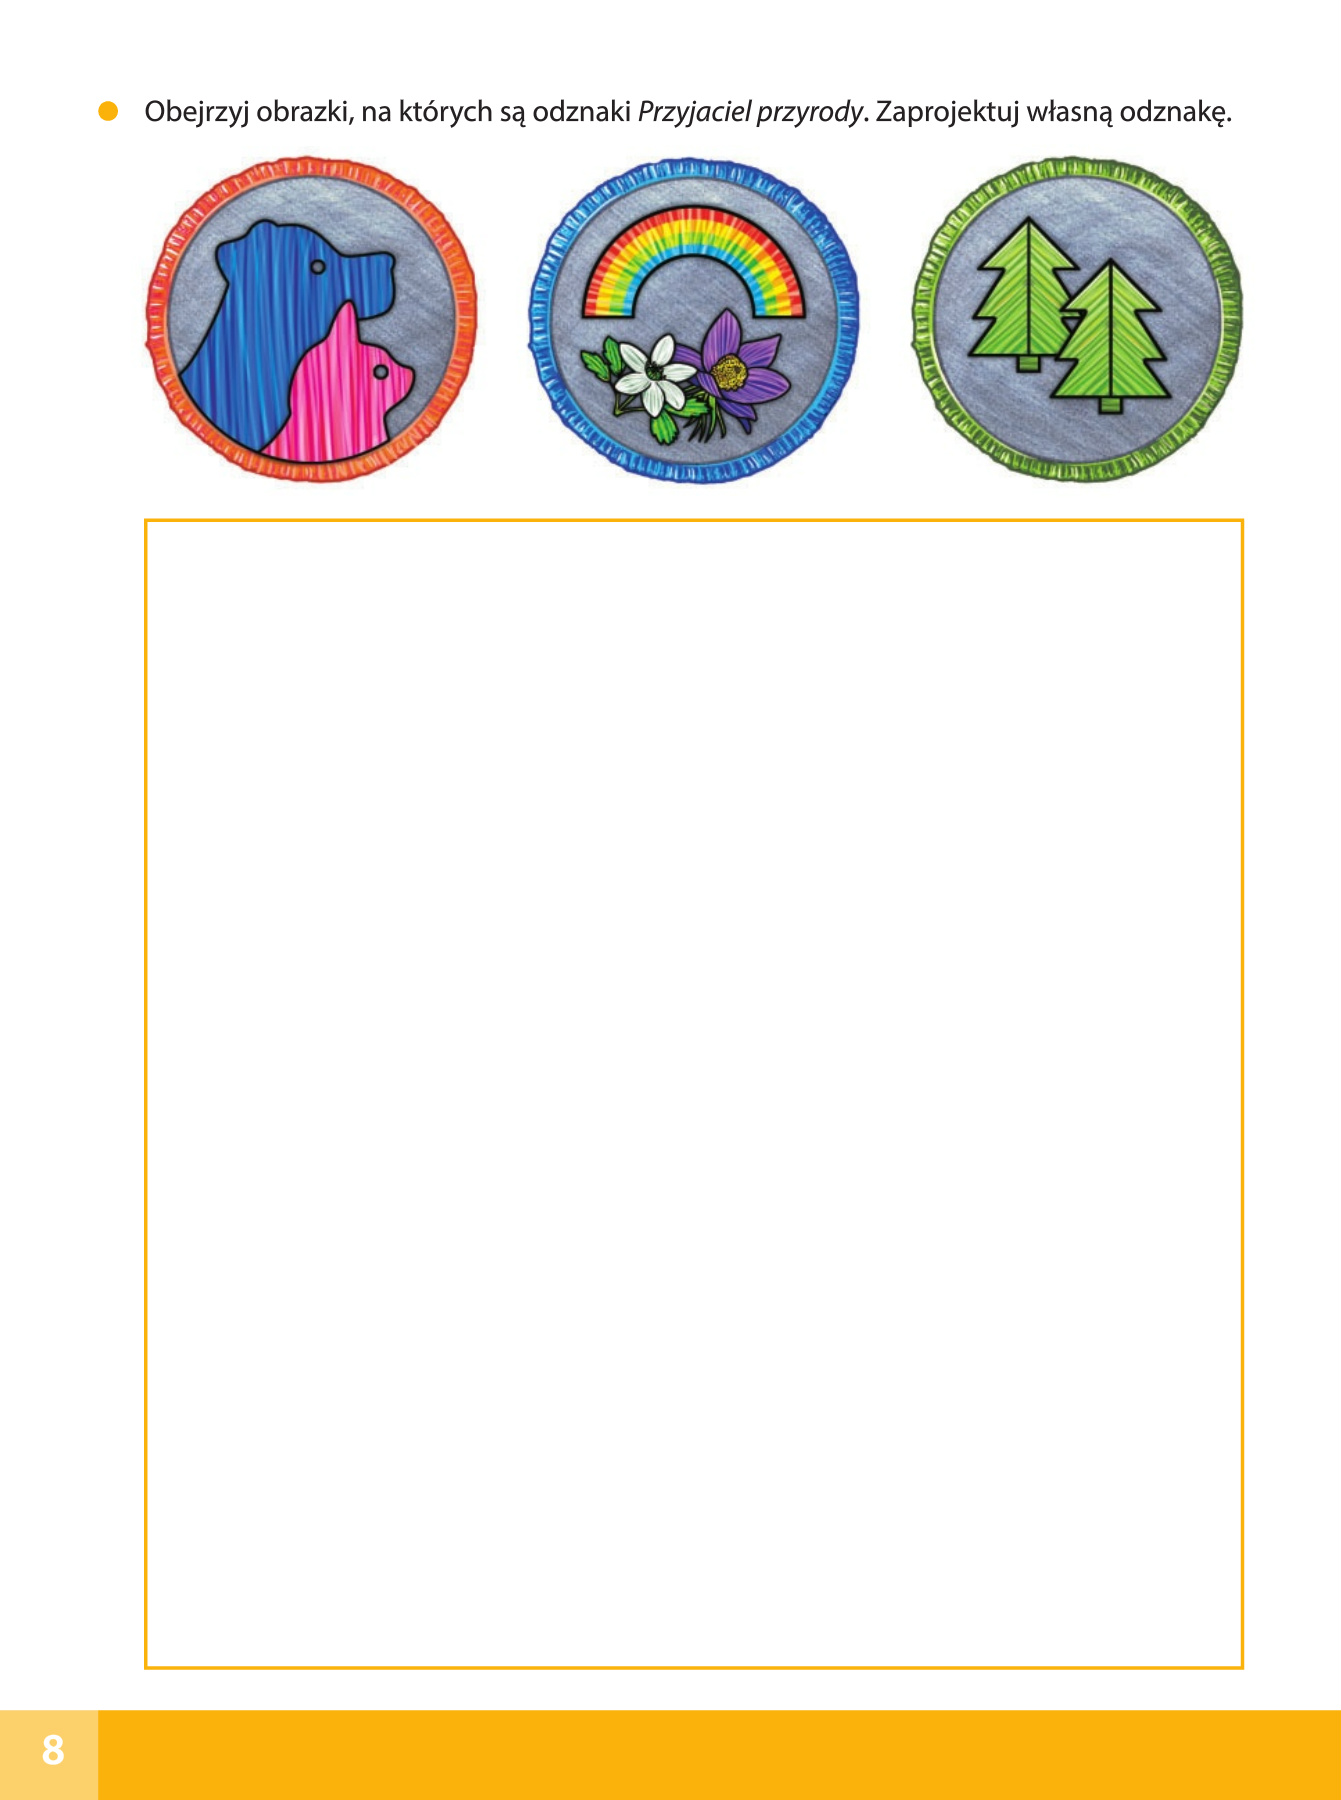 Obejrzyj obrazki, na których są odznaki Przyjaciel przyrody. Zaprojektuj własną odznakę.
8